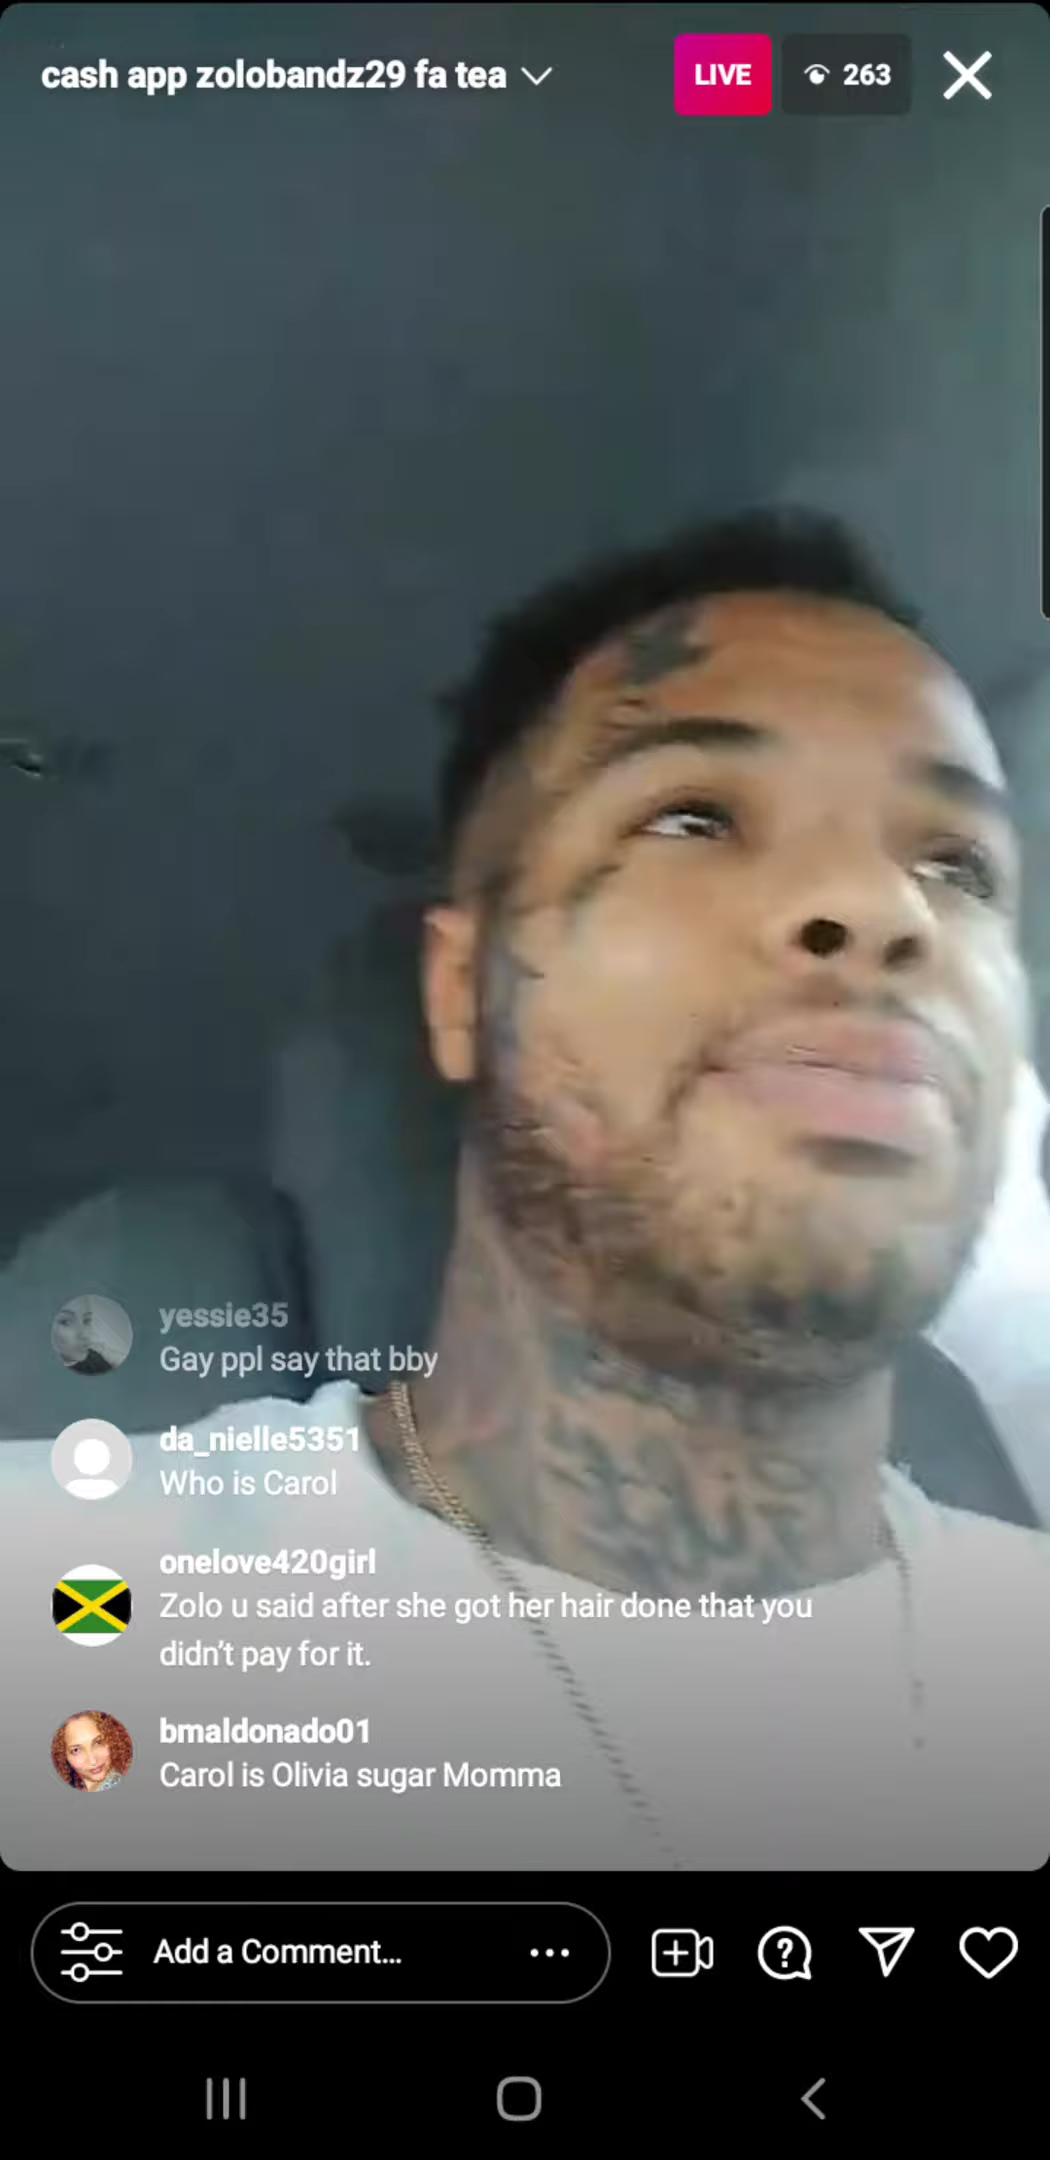 cash app zolobandz29 fa tea
LIVE
263
yessie35
Gay ppl say that bby
da_nielle5351
Who is Carol
onelove420girl
Zolo u said after she got her hair done that you
didn't pay for it.
bmaldonado01
Carol is Olivia sugar Momma
Add a Comment...